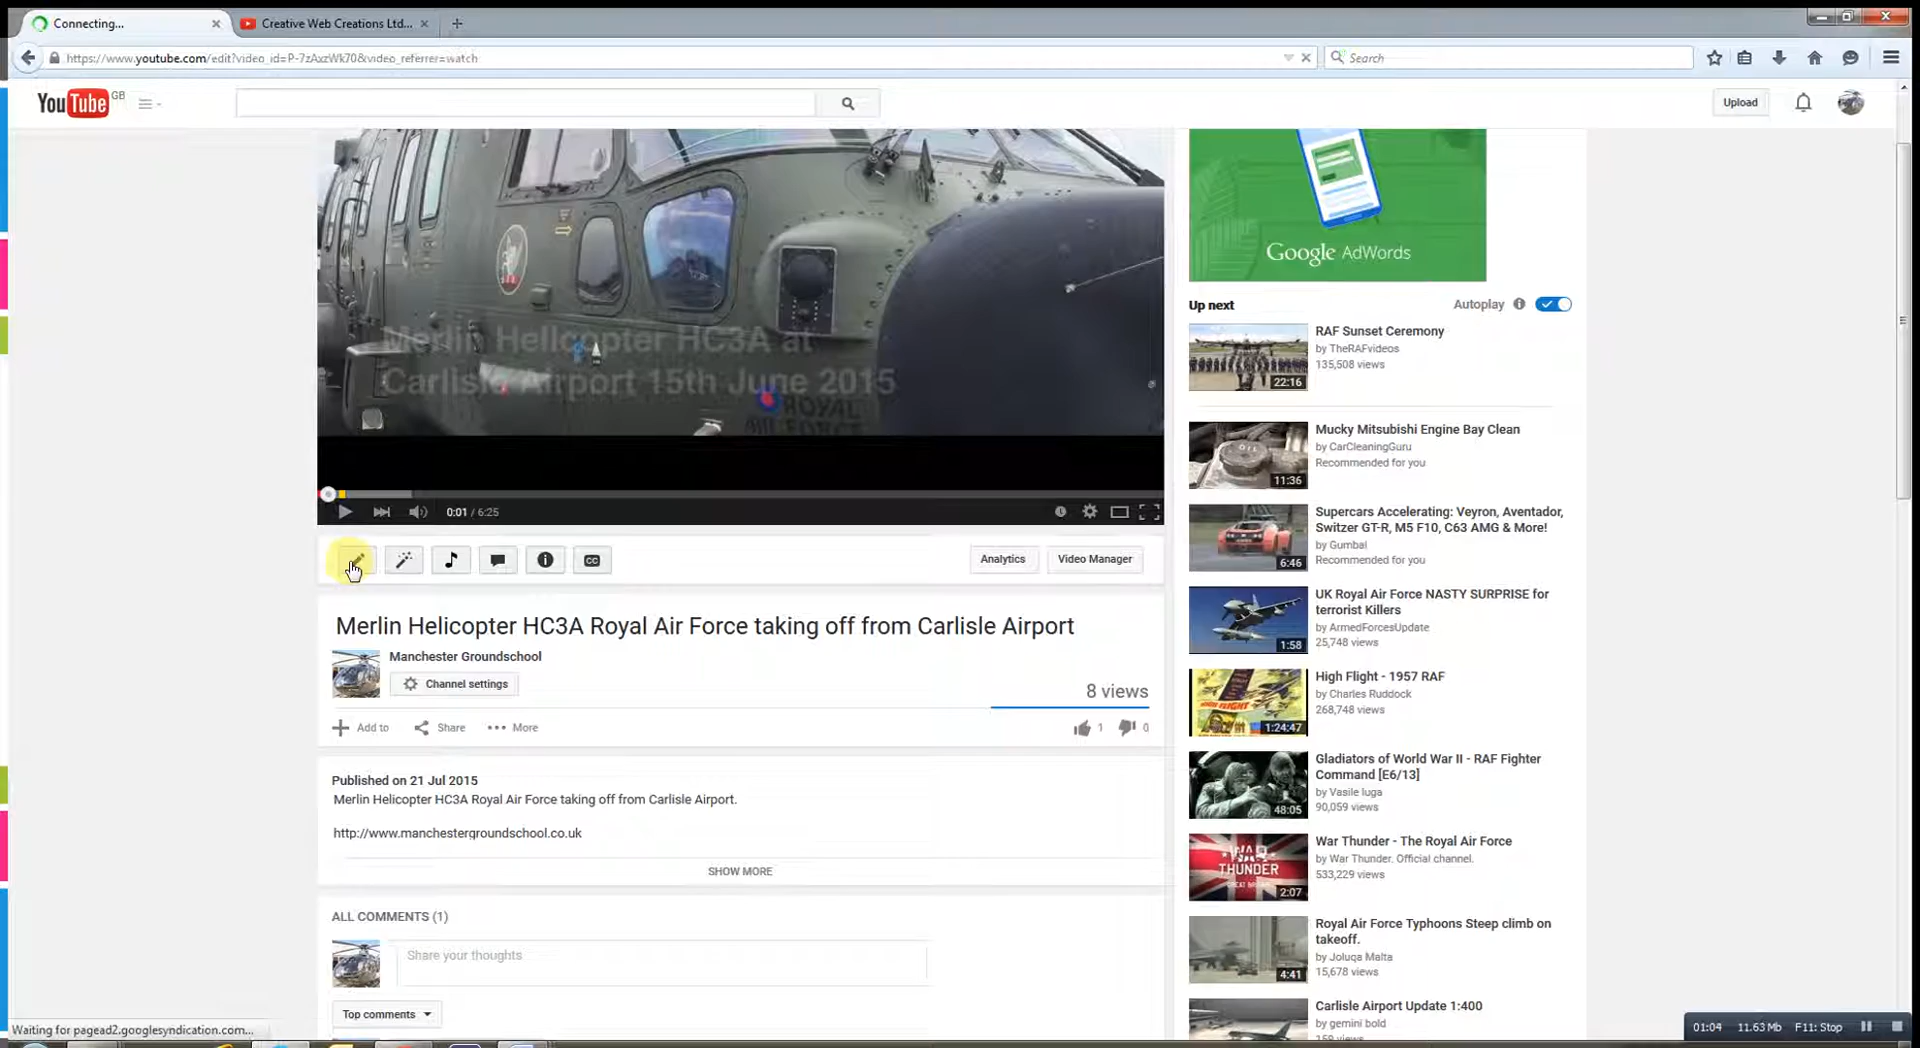 Connecting...
Creative Web Creations Ltd...
https://www.youtube.com/edit?video_id=P-7zAxzWk70&video_referrer=watch
Search
YouTube GB
Upload
Merlin Helicopter HC3A at
Carlisle Airport 15th June 2015
ROYAL
AIR FORCE
0:01 / 6:25
Google AdWords
Up next
Autoplay
RAF Sunset Ceremony
by TheRAFvideos
135,508 views
22:16
Mucky Mitsubishi Engine Bay Clean
by CarCleaningGuru
Recommended for you
11:36
Supercars Accelerating: Veyron, Aventador,
Switzer GT-R, M5 F10, C63 AMG & More!
by Gumbal
Recommended for you
6:46
UK Royal Air Force NASTY SURPRISE for
terrorist Killers
by ArmedForcesUpdate
25,748 views
1:58
High Flight - 1957 RAF
by Charles Ruddock
268,748 views
1:24:47
Gladiators of World War II - RAF Fighter
Command [E6/13]
by Vasile Iuga
90,059 views
48:05
War Thunder - The Royal Air Force
by War Thunder. Official channel.
533,229 views
WAR
THUNDER
2:07
Royal Air Force Typhoons Steep climb on
takeoff.
by Joluqa Malta
15,678 views
4:41
Carlisle Airport Update 1:400
by gemini bold
159 views
CC
Analytics
Video Manager
Merlin Helicopter HC3A Royal Air Force taking off from Carlisle Airport
Manchester Groundschool
Channel settings
8 views
Add to
Share
More
1
0
Published on 21 Jul 2015
Merlin Helicopter HC3A Royal Air Force taking off from Carlisle Airport.
http://www.manchestergroundschool.co.uk
SHOW MORE
ALL COMMENTS (1)
Share your thoughts
Top comments
Waiting for pagead2.googlesyndication.com...
01:04
11.63 Mb
F11: Stop